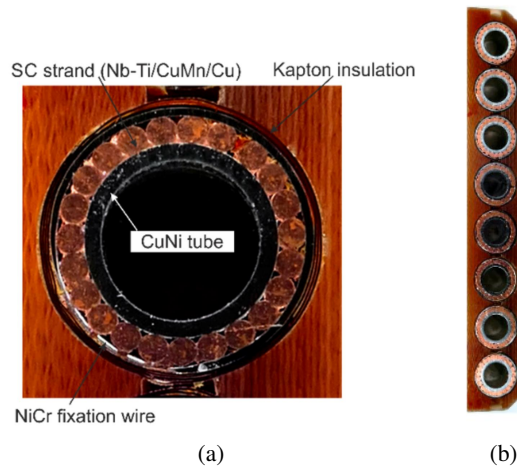 SC strand (Nb-Ti/CuMn/Cu)
Kapton insulation
CuNi tube
NiCr fixation wire
(a)
(b)